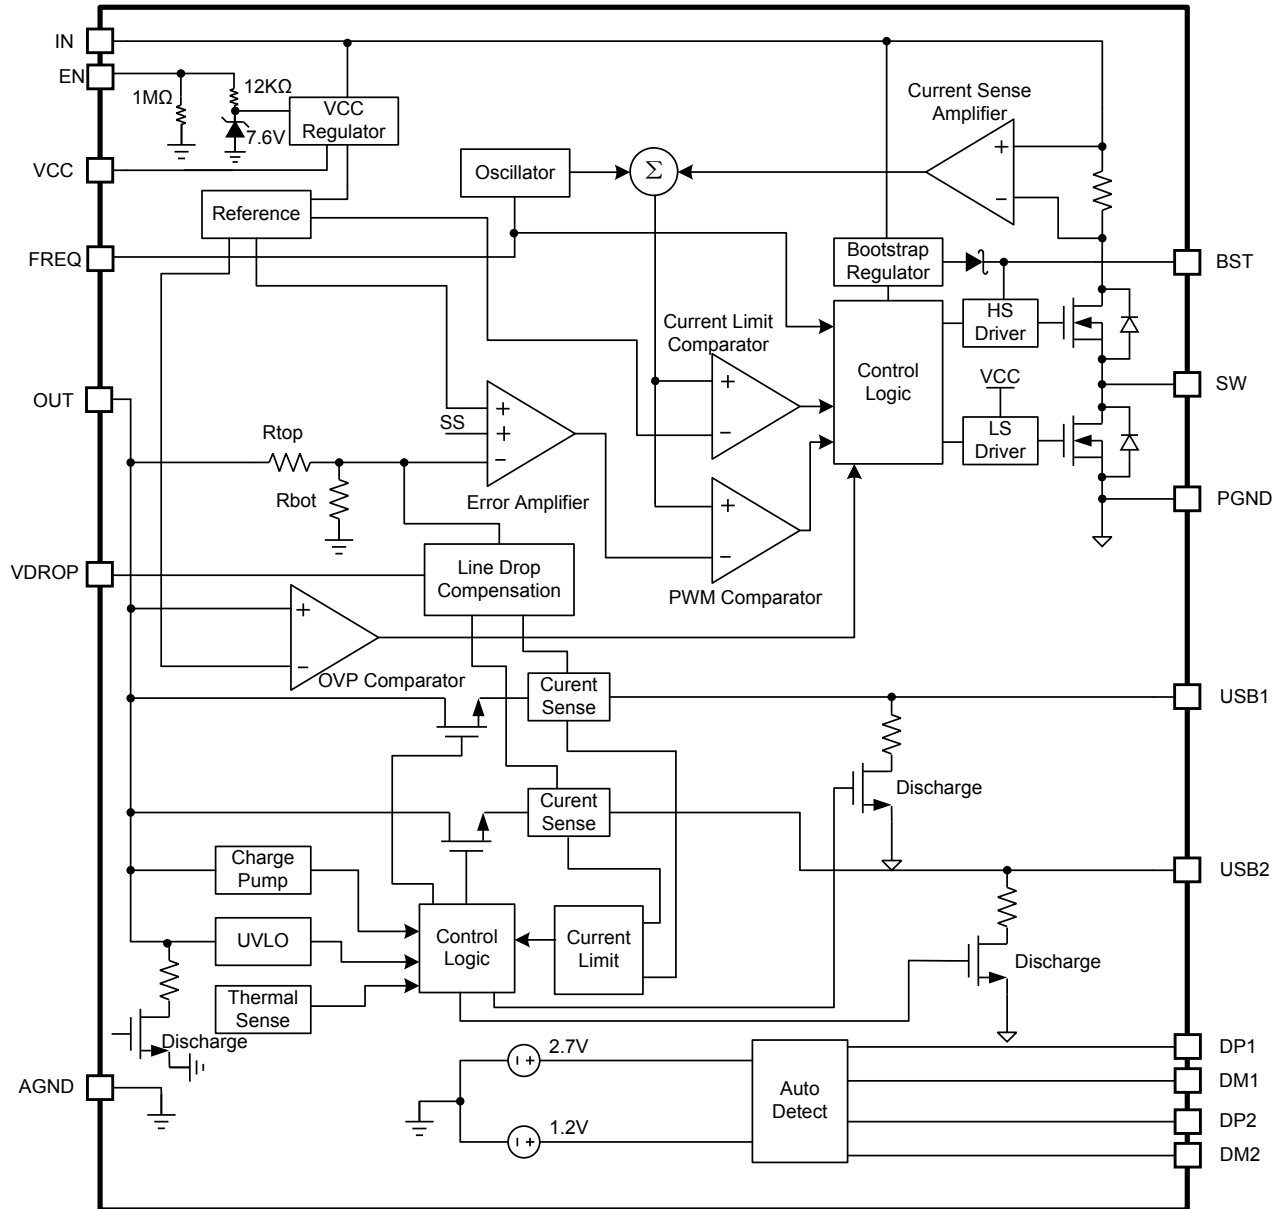 IN
EN
12KΩ
1MΩ
VCC
Regulator
7.6V
Current Sense
Amplifier
+
−
VCC
Oscillator
Σ
Reference
FREQ
Bootstrap
Regulator
BST
HS
Driver
Current Limit
Comparator
+
−
Control
Logic
VCC
SW
OUT
LS
Driver
Rtop
SS
+
+
−
Error Amplifier
Rbot
PGND
+
−
PWM Comparator
VDROP
Line Drop
Compensation
+
−
OVP Comparator
Curent
Sense
USB1
Discharge
Curent
Sense
Charge
Pump
USB2
UVLO
Control
Logic
Current
Limit
Discharge
Thermal
Sense
Discharge
AGND
2.7V
+
1.2V
+
Auto
Detect
DP1
DM1
DP2
DM2